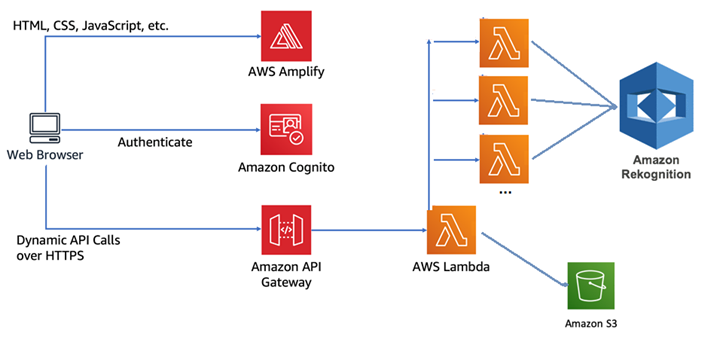 HTML, CSS, JavaScript, etc.
AWS Amplify
Web Browser
Authenticate
Amazon Cognito
Dynamic API Calls
over HTTPS
Amazon API
Gateway
AWS Lambda
...
Amazon
Rekognition
Amazon S3